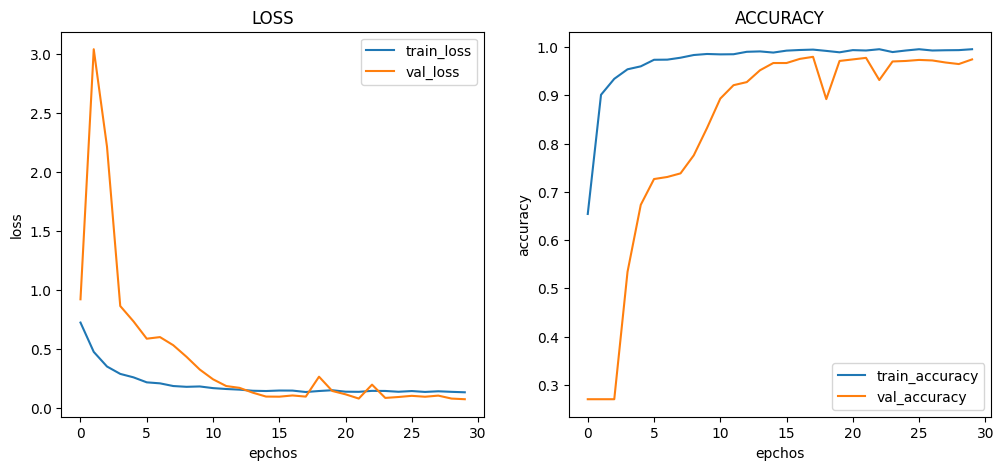 LOSS
train_loss
val_loss
3.0
2.5
2.0
1.5
1.0
0.5
0.0
loss
0 5 10 15 20 25 30
epchos
ACCURACY
1.0
0.9
0.8
0.7
0.6
0.5
0.4
0.3
accuracy
train_accuracy
val_accuracy
0 5 10 15 20 25 30
epchos